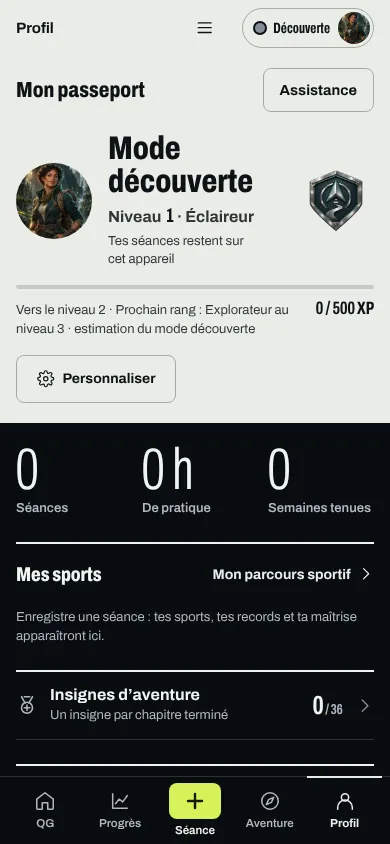 Profil
Découverte
Mon passeport
Assistance
Mode
découverte
Niveau 1 · Éclaireur
Tes séances restent sur
cet appareil
Vers le niveau 2 · Prochain rang : Explorateur au
niveau 3 · estimation du mode découverte
0 / 500 XP
Personnaliser
0
Séances
0 h
De pratique
0
Semaines tenues
Mes sports
Mon parcours sportif
Enregistre une séance : tes sports, tes records et ta maîtrise
apparaîtront ici.
Insignes d’aventure
Un insigne par chapitre terminé
0 / 36
QG
Progrès
Séance
Aventure
Profil